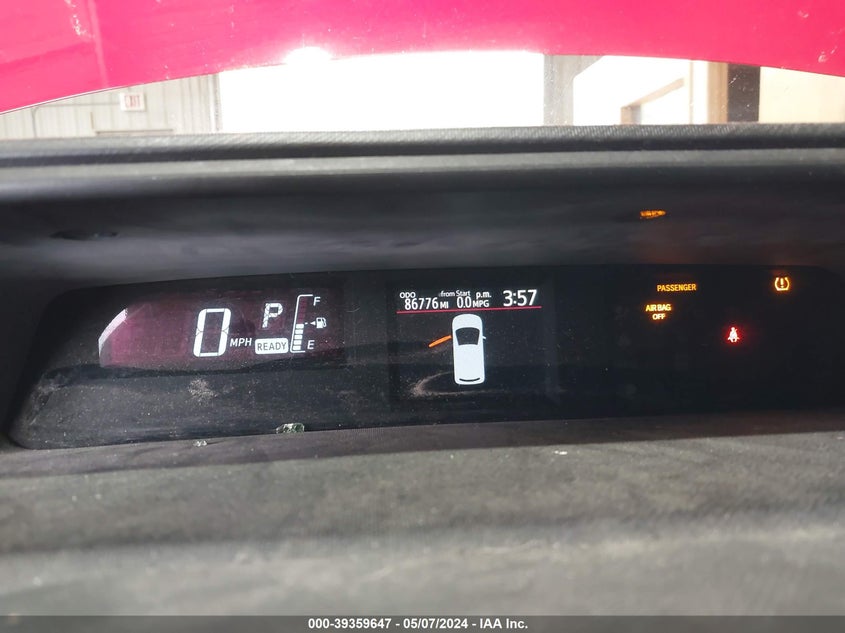 EXIT
ODO from Start p.m.
86776 MI 0.0 MPG 3:57
0 MPH P READY F E
PASSENGER
AIR BAG
OFF
000-39359647 - 05/07/2024 - IAA Inc.